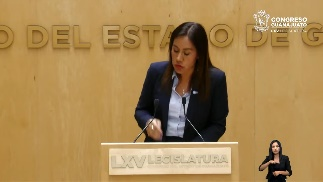 O DEL ESTADO DE G
CONGRESO
GUANAJUATO
LXV LEGISLATURA